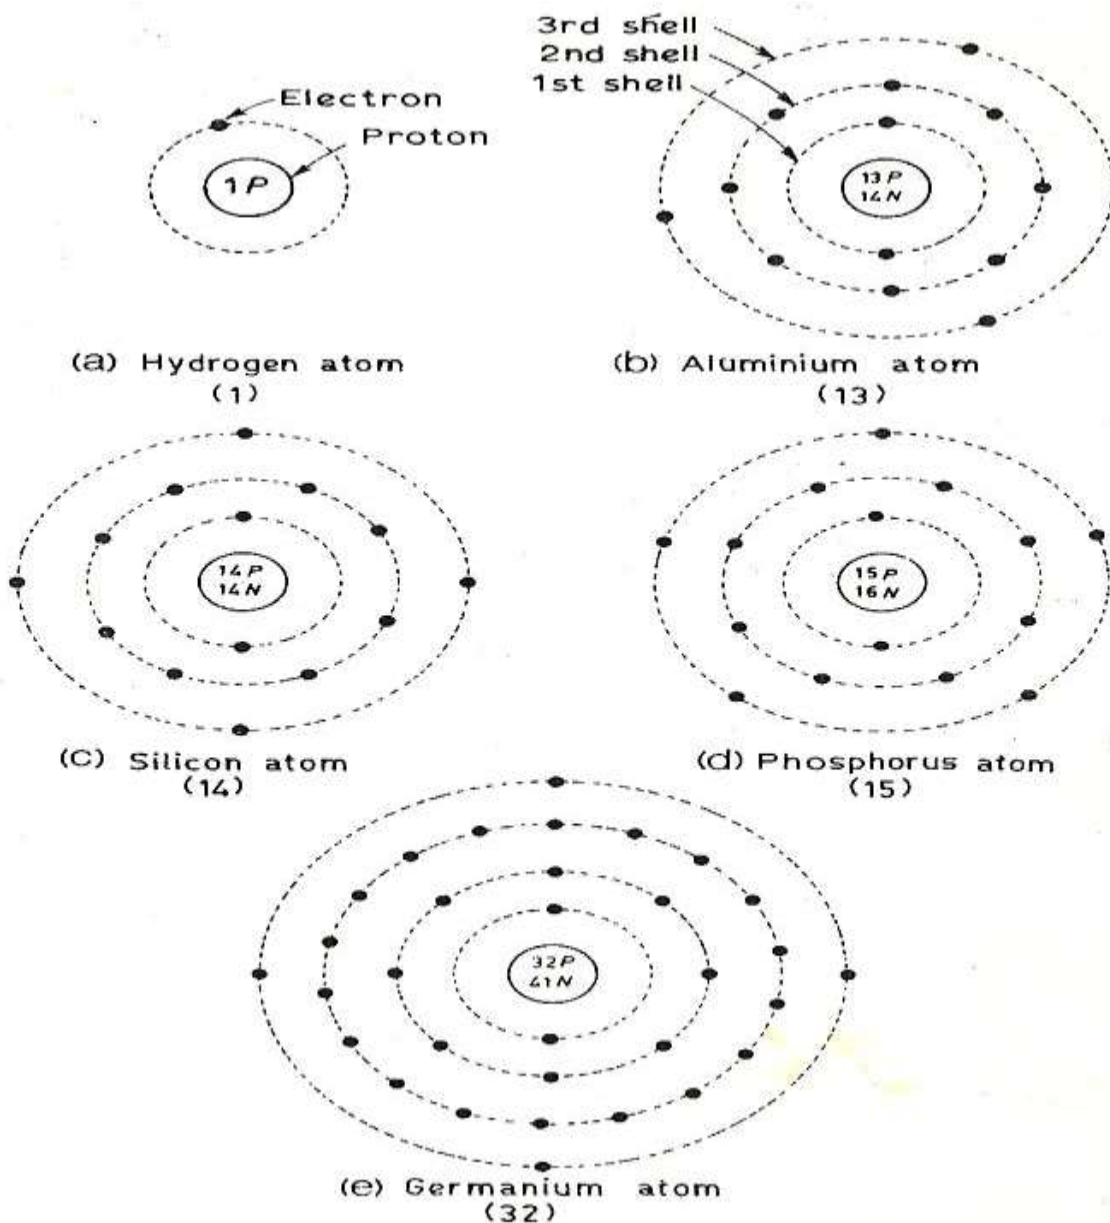 3rd shell
2nd shell
1st shell
Electron
Proton
1P
13P
14N
(a) Hydrogen atom
(1)
(b) Aluminium atom
(13)
14P
14N
15P
16N
(c) Silicon atom
(14)
(d) Phosphorus atom
(15)
32P
41N
(e) Germanium atom
(32)